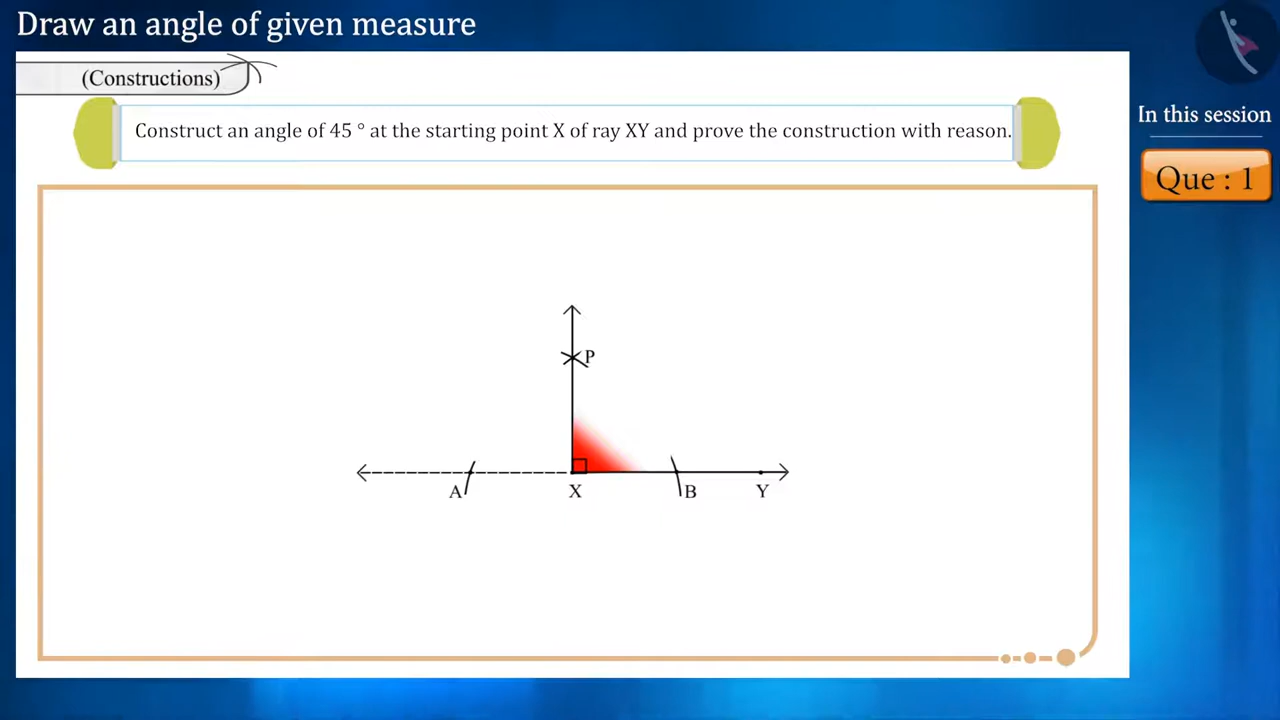 Draw an angle of given measure
(Constructions)
In this session
Construct an angle of 45 ° at the starting point X of ray XY and prove the construction with reason.
Que : 1
P
A
X
B
Y